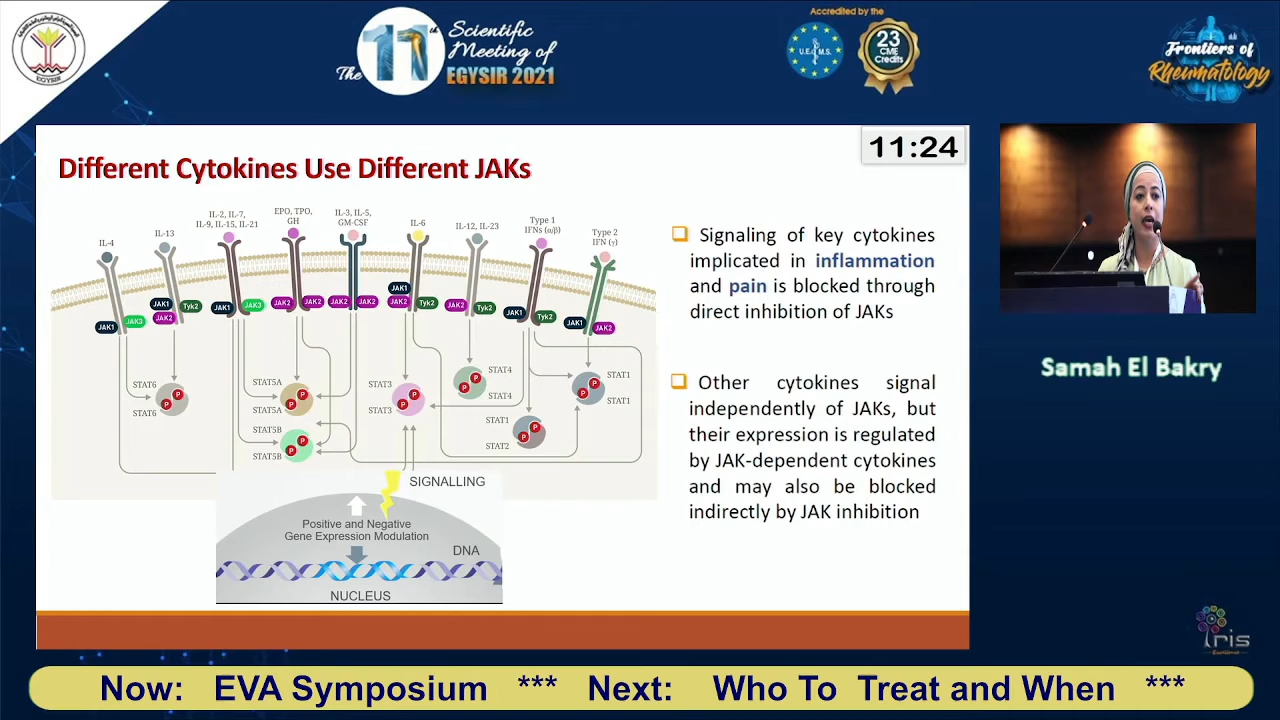 EGYSIR
The 11th
Scientific
Meeting of
EGYSIR 2021
Accredited by the
U.E.M.S.
23
CME
Credits
Frontiers of
Rheumatology
11:24
Different Cytokines Use Different JAKs
IL-4
IL-13
IL-2, IL-7,
IL-9, IL-15, IL-21
EPO, TPO,
GH
IL-3, IL-5,
GM-CSF
IL-6
IL-12, IL-23
Type 1
IFNs (α/β)
Type 2
IFN (γ)
JAK1 JAK3
JAK1 Tyk2
JAK2
JAK1 JAK3
JAK2 JAK2
JAK2 JAK2
JAK1
JAK2 Tyk2
JAK2 Tyk2
JAK1 Tyk2
JAK1 JAK2
STAT6
P P
STAT6
STAT5A
P P
STAT5A
STAT5B
P P
STAT5B
STAT3
P P
STAT3
STAT4
P P
STAT4
STAT1
P P
STAT2
STAT1
P P
STAT1
SIGNALLING
Positive and Negative
Gene Expression Modulation
DNA
NUCLEUS
Signaling of key cytokines
implicated in inflammation
and pain is blocked through
direct inhibition of JAKs
Other cytokines signal
independently of JAKs, but
their expression is regulated
by JAK-dependent cytokines
and may also be blocked
indirectly by JAK inhibition
Samah El Bakry
Iris
Now: EVA Symposium *** Next: Who To Treat and When ***